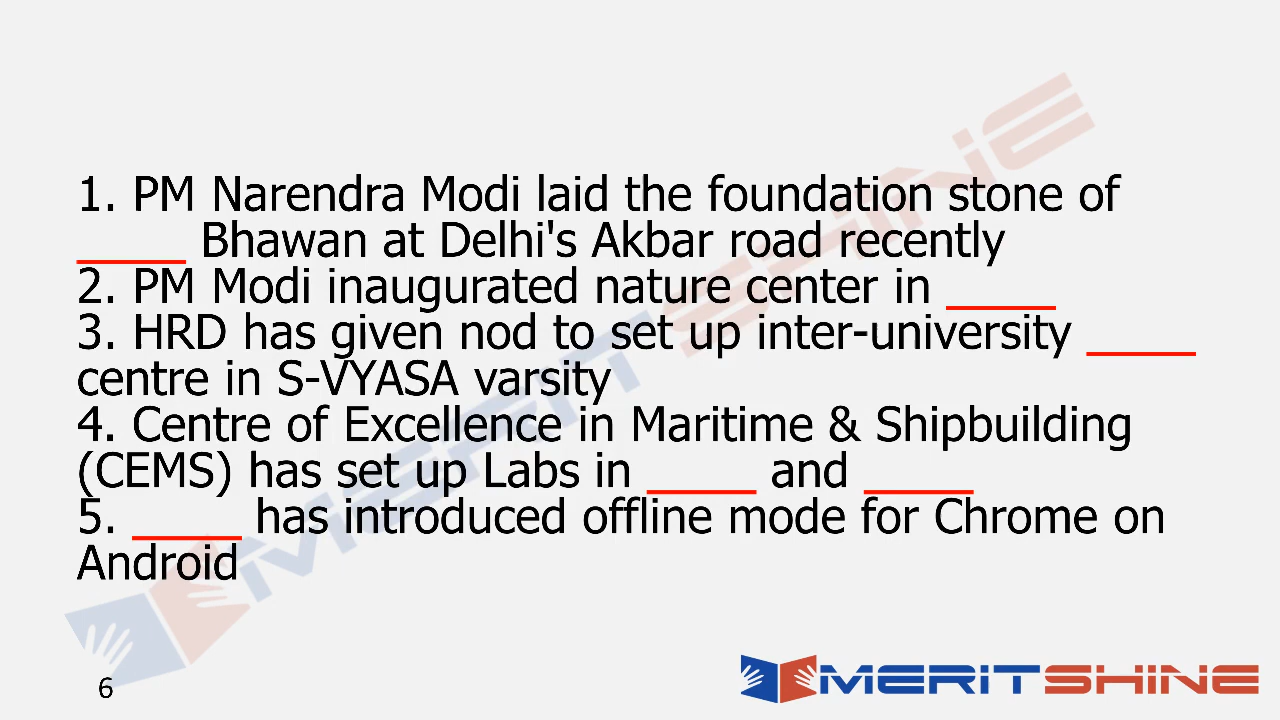 1. PM Narendra Modi laid the foundation stone of
_____ Bhawan at Delhi's Akbar road recently
2. PM Modi inaugurated nature center in _____
3. HRD has given nod to set up inter-university _____
centre in S-VYASA varsity
4. Centre of Excellence in Maritime & Shipbuilding
(CEMS) has set up Labs in _____ and _____
5. _____ has introduced offline mode for Chrome on
Android
6
MERITSHINE
MERITSHINE